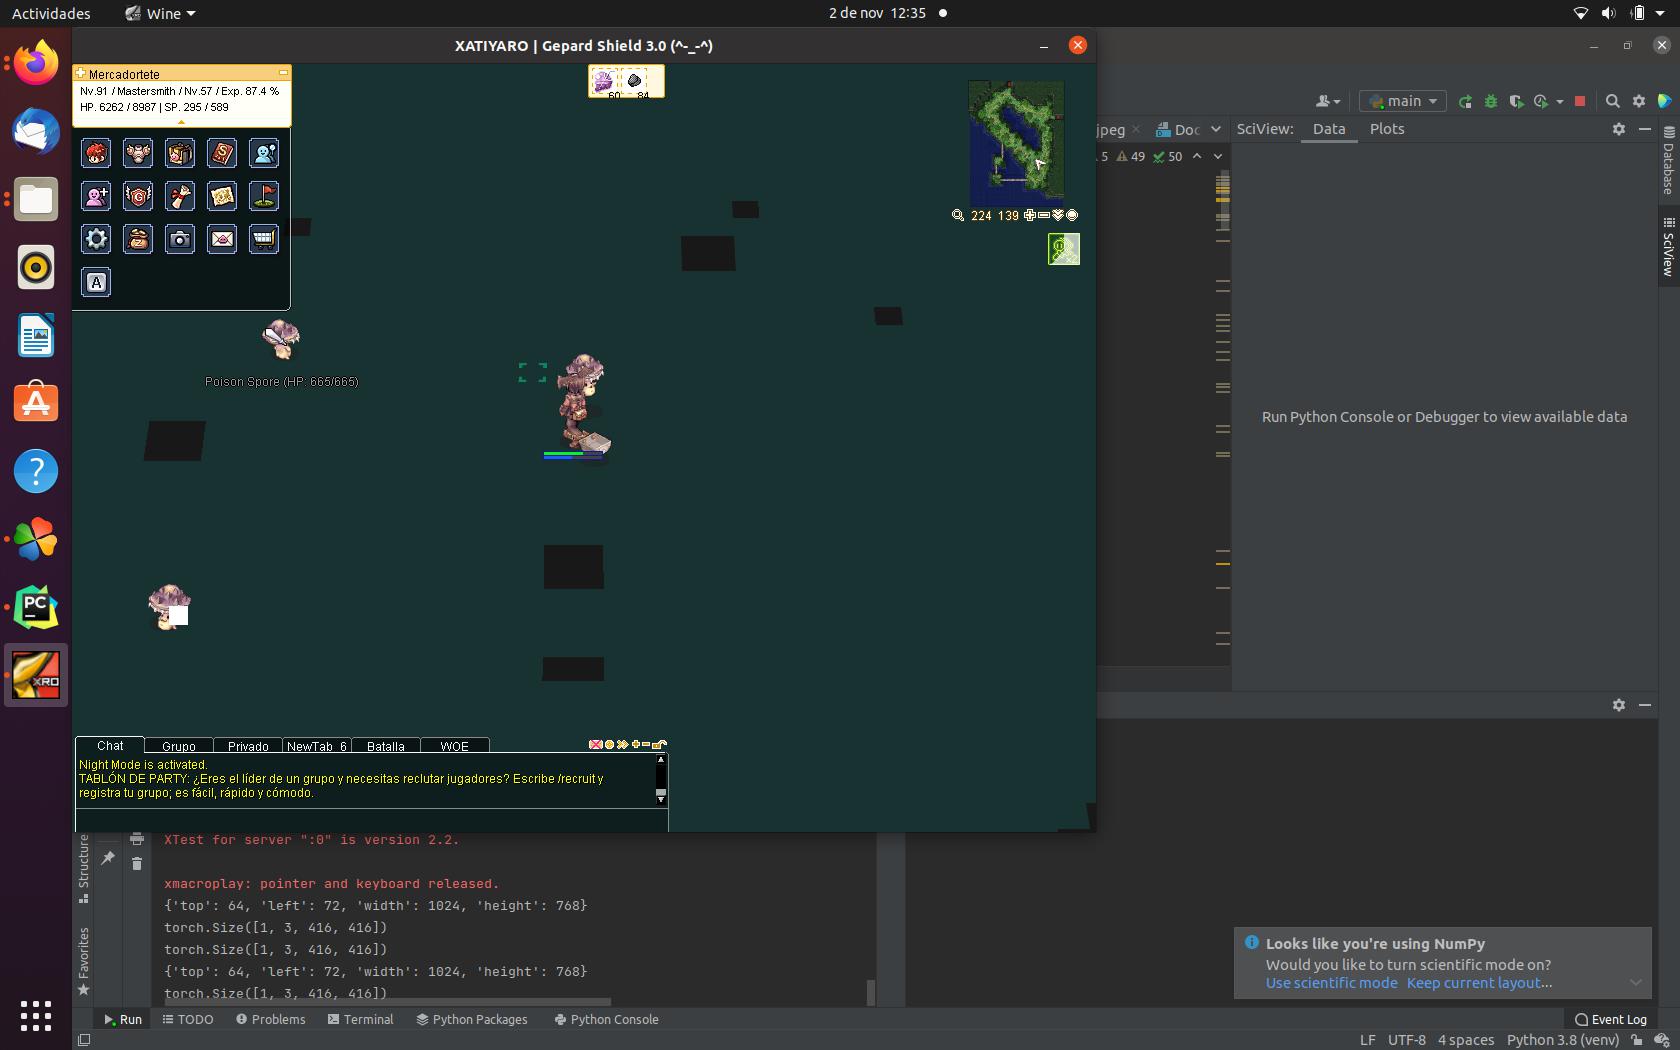 Actividades
Wine
2 de nov 12:35
XATIYARO | Gepard Shield 3.0 (^-_-^)
Mercadortete
Nv.91 / Mastersmith / Nv.57 / Exp. 87.4 %
HP. 6262 / 8987 | SP. 295 / 589
60
84
224 139
A
Poison Spore (HP: 665/665)
Chat
Grupo
Privado
NewTab_6
Batalla
WOE
Night Mode is activated.
TABLÓN DE PARTY: ¿Eres el líder de un grupo y necesitas reclutar jugadores? Escribe /recruit y
registra tu grupo; es fácil, rápido y cómodo.
PC
XRO
main
jpeg
Doc
SciView:
Data
Plots
5
49
50
Database
SciView
Run Python Console or Debugger to view available data
Structure
Favorites
XTest for server ":0" is version 2.2.
xmacroplay: pointer and keyboard released.
{'top': 64, 'left': 72, 'width': 1024, 'height': 768}
torch.Size([1, 3, 416, 416])
torch.Size([1, 3, 416, 416])
{'top': 64, 'left': 72, 'width': 1024, 'height': 768}
torch.Size([1, 3, 416, 416])
Looks like you're using NumPy
Would you like to turn scientific mode on?
Use scientific mode Keep current layout...
Run
TODO
Problems
Terminal
Python Packages
Python Console
Event Log
LF
UTF-8
4 spaces
Python 3.8 (venv)